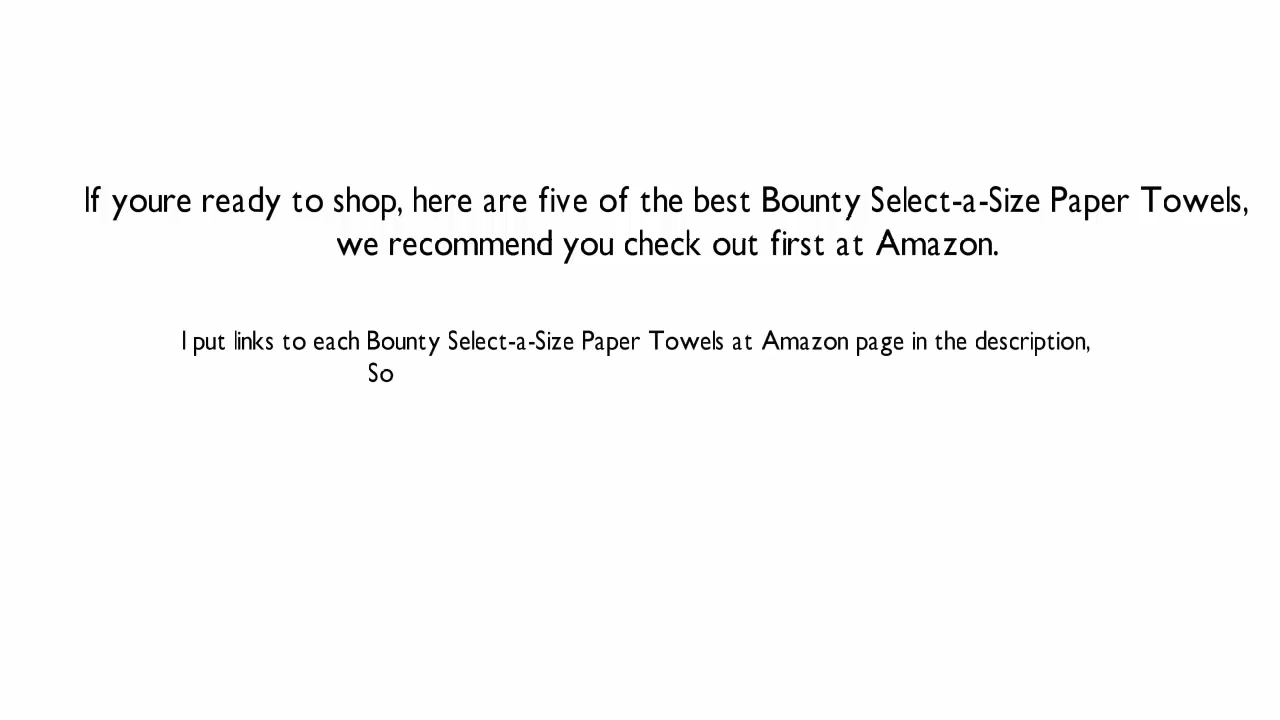 If youre ready to shop, here are five of the best Bounty Select-a-Size Paper Towels,
we recommend you check out first at Amazon.
I put links to each Bounty Select-a-Size Paper Towels at Amazon page in the description,
So